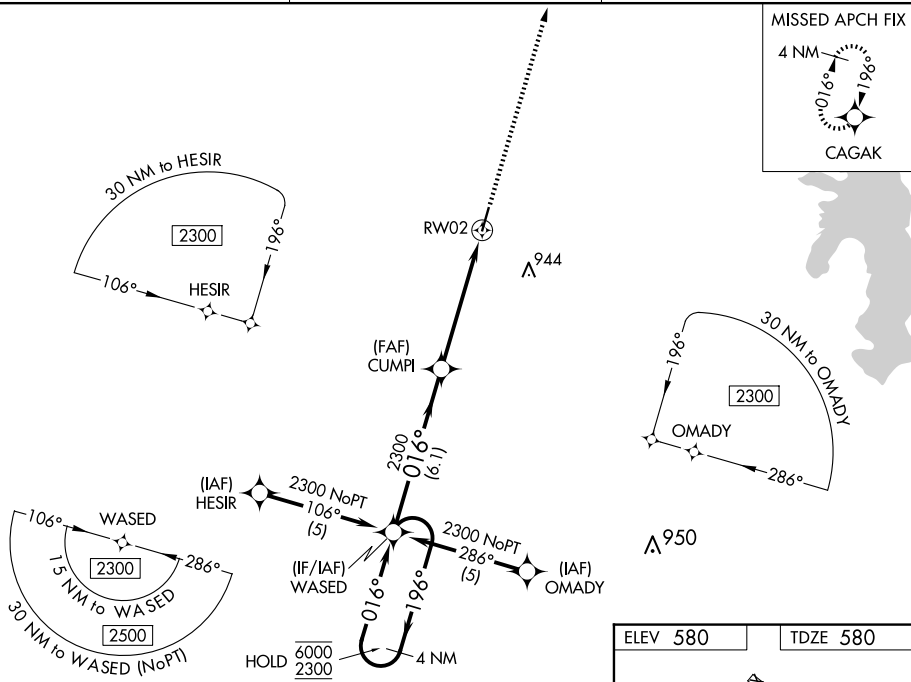 MISSED APCH FIX
4 NM
016°
196°
CAGAK
30 NM to HESIR
2300
196°
106°
HESIR
RW02
944
(FAF)
CUMPI
30 NM to OMADY
196°
2300
OMADY
286°
2300
016°
(6.1)
(IAF)
HESIR
2300 NoPT
106°
(5)
2300 NoPT
286°
(5)
(IAF)
OMADY
950
106°
WASED
286°
2300
15 NM to WASED
2500
30 NM to WASED (NoPT)
(IF/IAF)
WASED
016°
196°
HOLD
6000
2300
4 NM
ELEV 580
TDZE 580